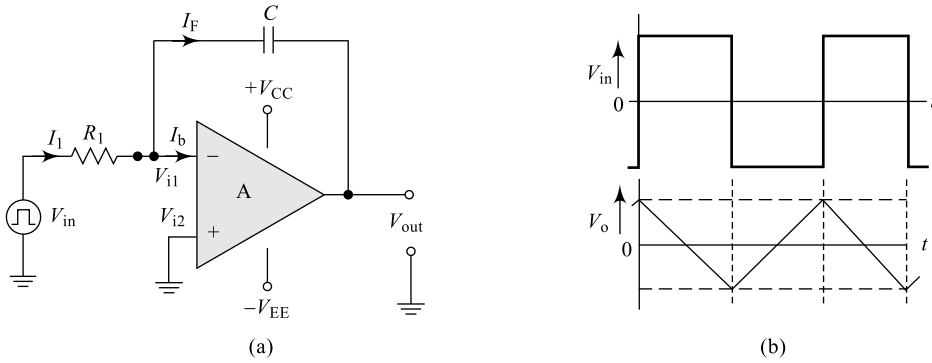 I_F
C
+V_CC
I_1
R_1
I_b
−
V_i1
A
V_in
V_i2
+
V_out
−V_EE
(a)
V_in
0
V_o
0
t
(b)